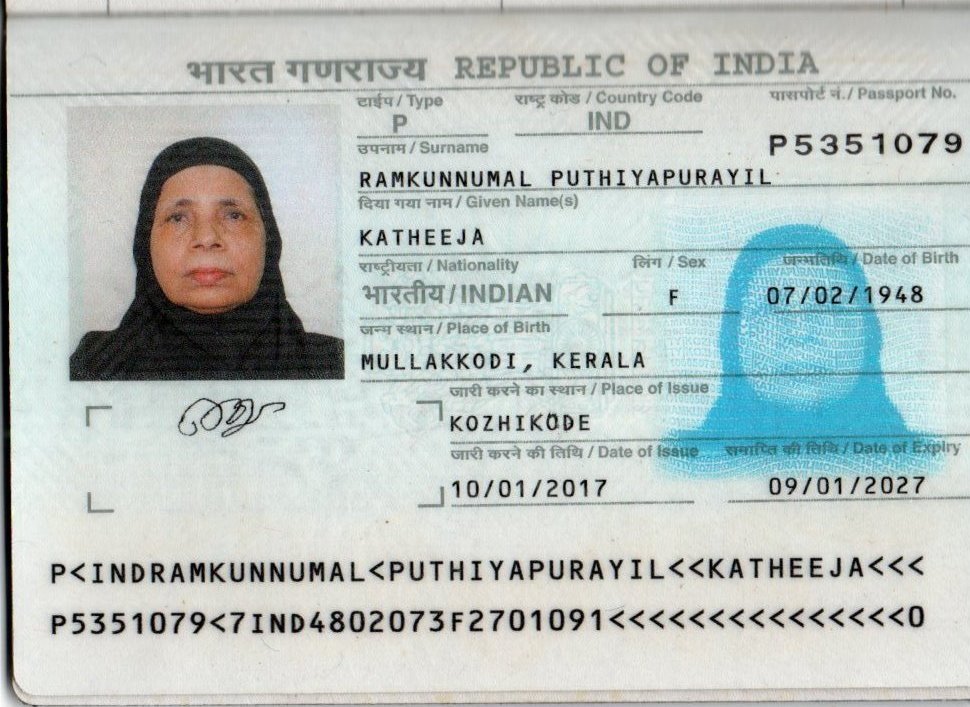 भारत गणराज्य REPUBLIC OF INDIA
टाईप / Type राष्ट्र कोड / Country Code पासपोर्ट नं. / Passport No.
P IND P5351079
उपनाम / Surname
RAMKUNNUMAL PUTHIYAPURAYIL
दिया गया नाम / Given Name(s)
KATHEEJA
राष्ट्रीयता / Nationality लिंग / Sex जन्मतिथि / Date of Birth
भारतीय / INDIAN F 07/02/1948
जन्म स्थान / Place of Birth
MULLAKKODI, KERALA
जारी करने का स्थान / Place of Issue
KOZHIKODE
जारी करने की तिथि / Date of Issue समाप्ति की तिथि / Date of Expiry
10/01/2017 09/01/2027
P<INDRAMKUNNUMAL<PUTHIYAPURAYIL<<KATHEEJA<<<
P5351079<7IND4802073F2701091<<<<<<<<<<<<<<<0